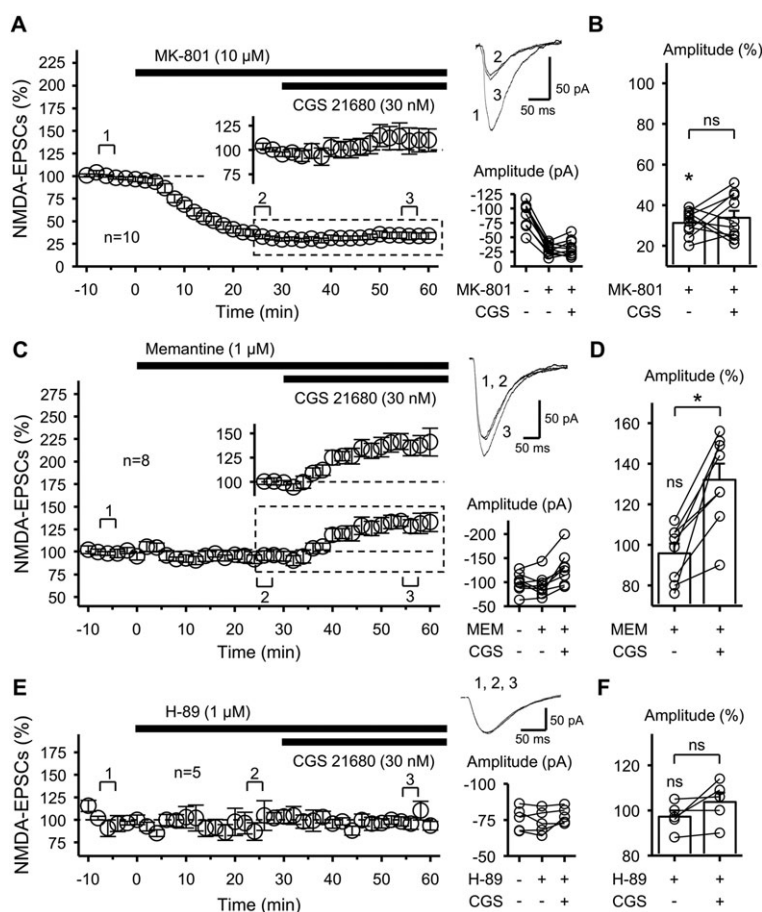 A
MK-801 (10 µM)
CGS 21680 (30 nM)
NMDA-EPSCs (%)
225
200
175
150
125
100
75
50
25
0
1
n=10
125
100
75
2
3
-10 0 10 20 30 40 50 60
Time (min)
2
3
1
50 pA
50 ms
Amplitude (pA)
-125
-100
-75
-50
-25
0
MK-801 - + +
CGS - - +
B
Amplitude (%)
100
80
60
40
20
ns
*
MK-801 + +
CGS - +
C
Memantine (1 µM)
CGS 21680 (30 nM)
NMDA-EPSCs (%)
275
250
225
200
175
150
125
100
75
50
n=8
1
150
125
100
2
3
-10 0 10 20 30 40 50 60
Time (min)
1, 2
3
50 pA
50 ms
Amplitude (pA)
-200
-150
-100
-50
MEM - + +
CGS - - +
D
Amplitude (%)
160
140
120
100
80
*
ns
MEM + +
CGS - +
E
H-89 (1 µM)
CGS 21680 (30 nM)
NMDA-EPSCs (%)
175
150
125
100
75
1
n=5
2
3
-10 0 10 20 30 40 50 60
Time (min)
1, 2, 3
50 pA
50 ms
Amplitude (pA)
-100
-75
-50
H-89 - + +
CGS - - +
F
Amplitude (%)
120
100
80
ns
ns
H-89 + +
CGS - +